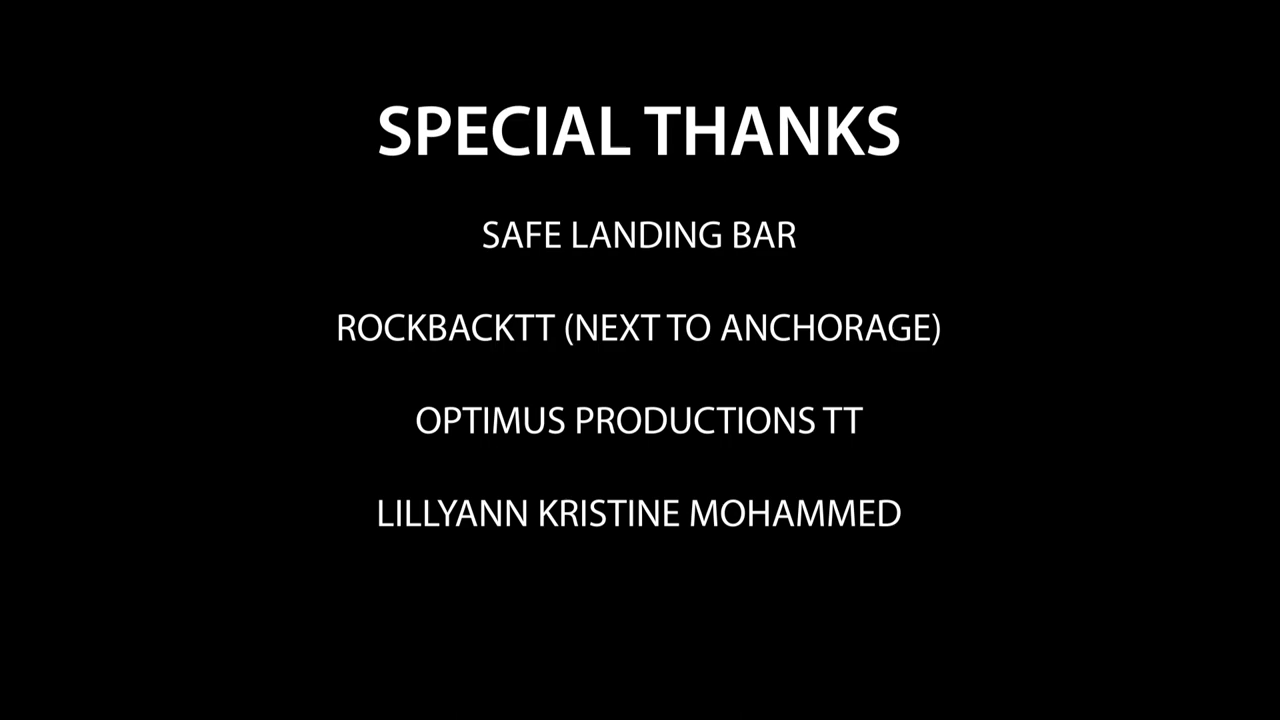 SPECIAL THANKS
SAFE LANDING BAR
ROCKBACKTT (NEXT TO ANCHORAGE)
OPTIMUS PRODUCTIONS TT
LILLYANN KRISTINE MOHAMMED